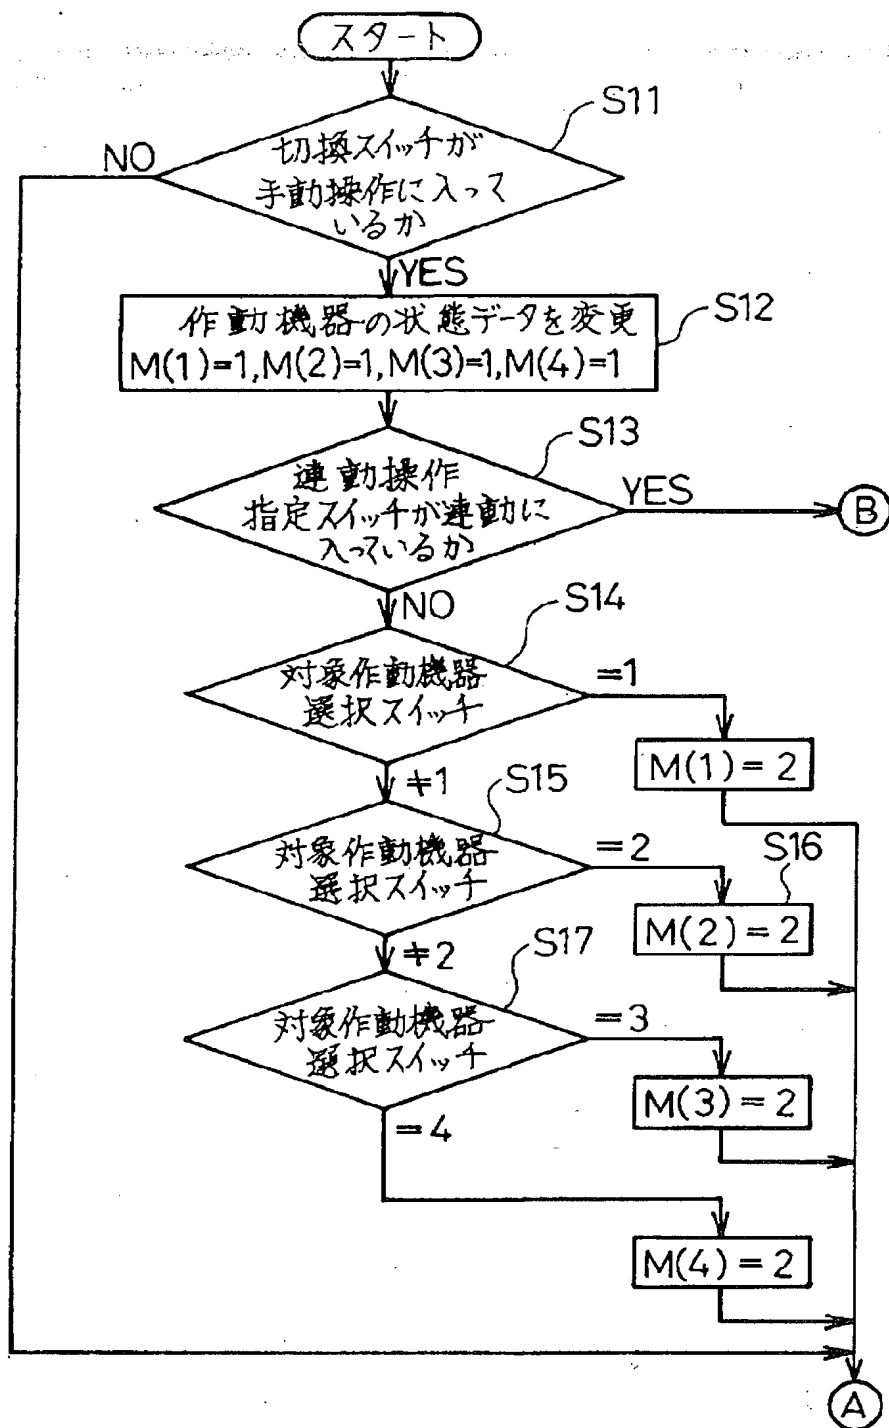 スタート
S11
切換スイッチが
手動操作に入って
いるか
NO
YES
S12
作動機器の状態データを変更
M(1)=1,M(2)=1,M(3)=1,M(4)=1
S13
連動操作
指定スイッチが連動に
入っているか
YES
B
NO
S14
対象作動機器
選択スイッチ
=1
M(1)=2
≠1
S15
対象作動機器
選択スイッチ
=2
S16
M(2)=2
≠2
S17
対象作動機器
選択スイッチ
=3
M(3)=2
=4
M(4)=2
A